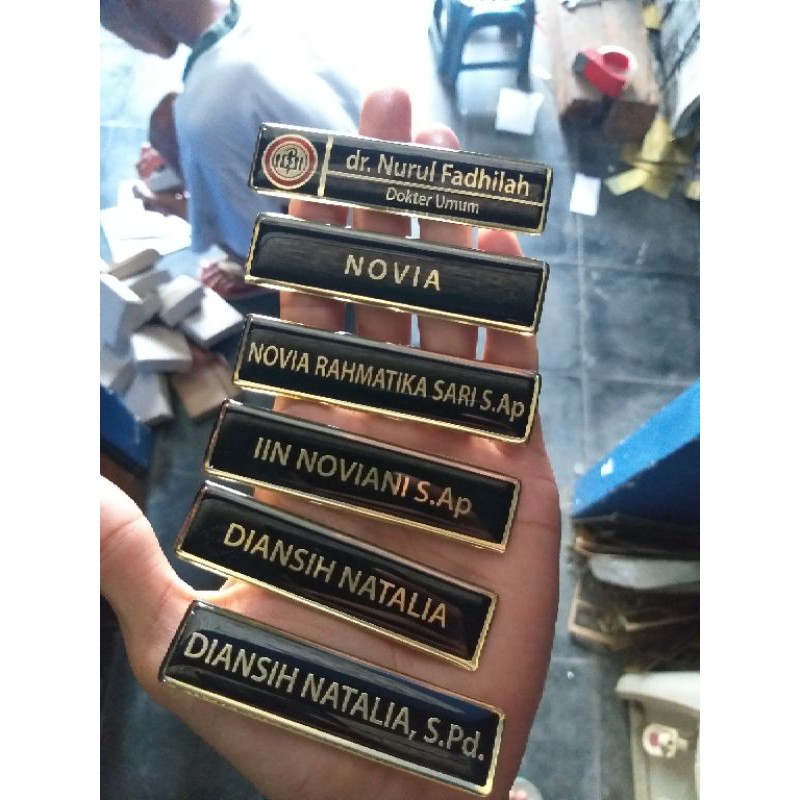 dr. Nurul Fadhilah
Dokter Umum
NOVIA
NOVIA RAHMATIKA SARI S.Ap
IIN NOVIANI S.Ap
DIANSIH NATALIA
DIANSIH NATALIA, S.Pd.